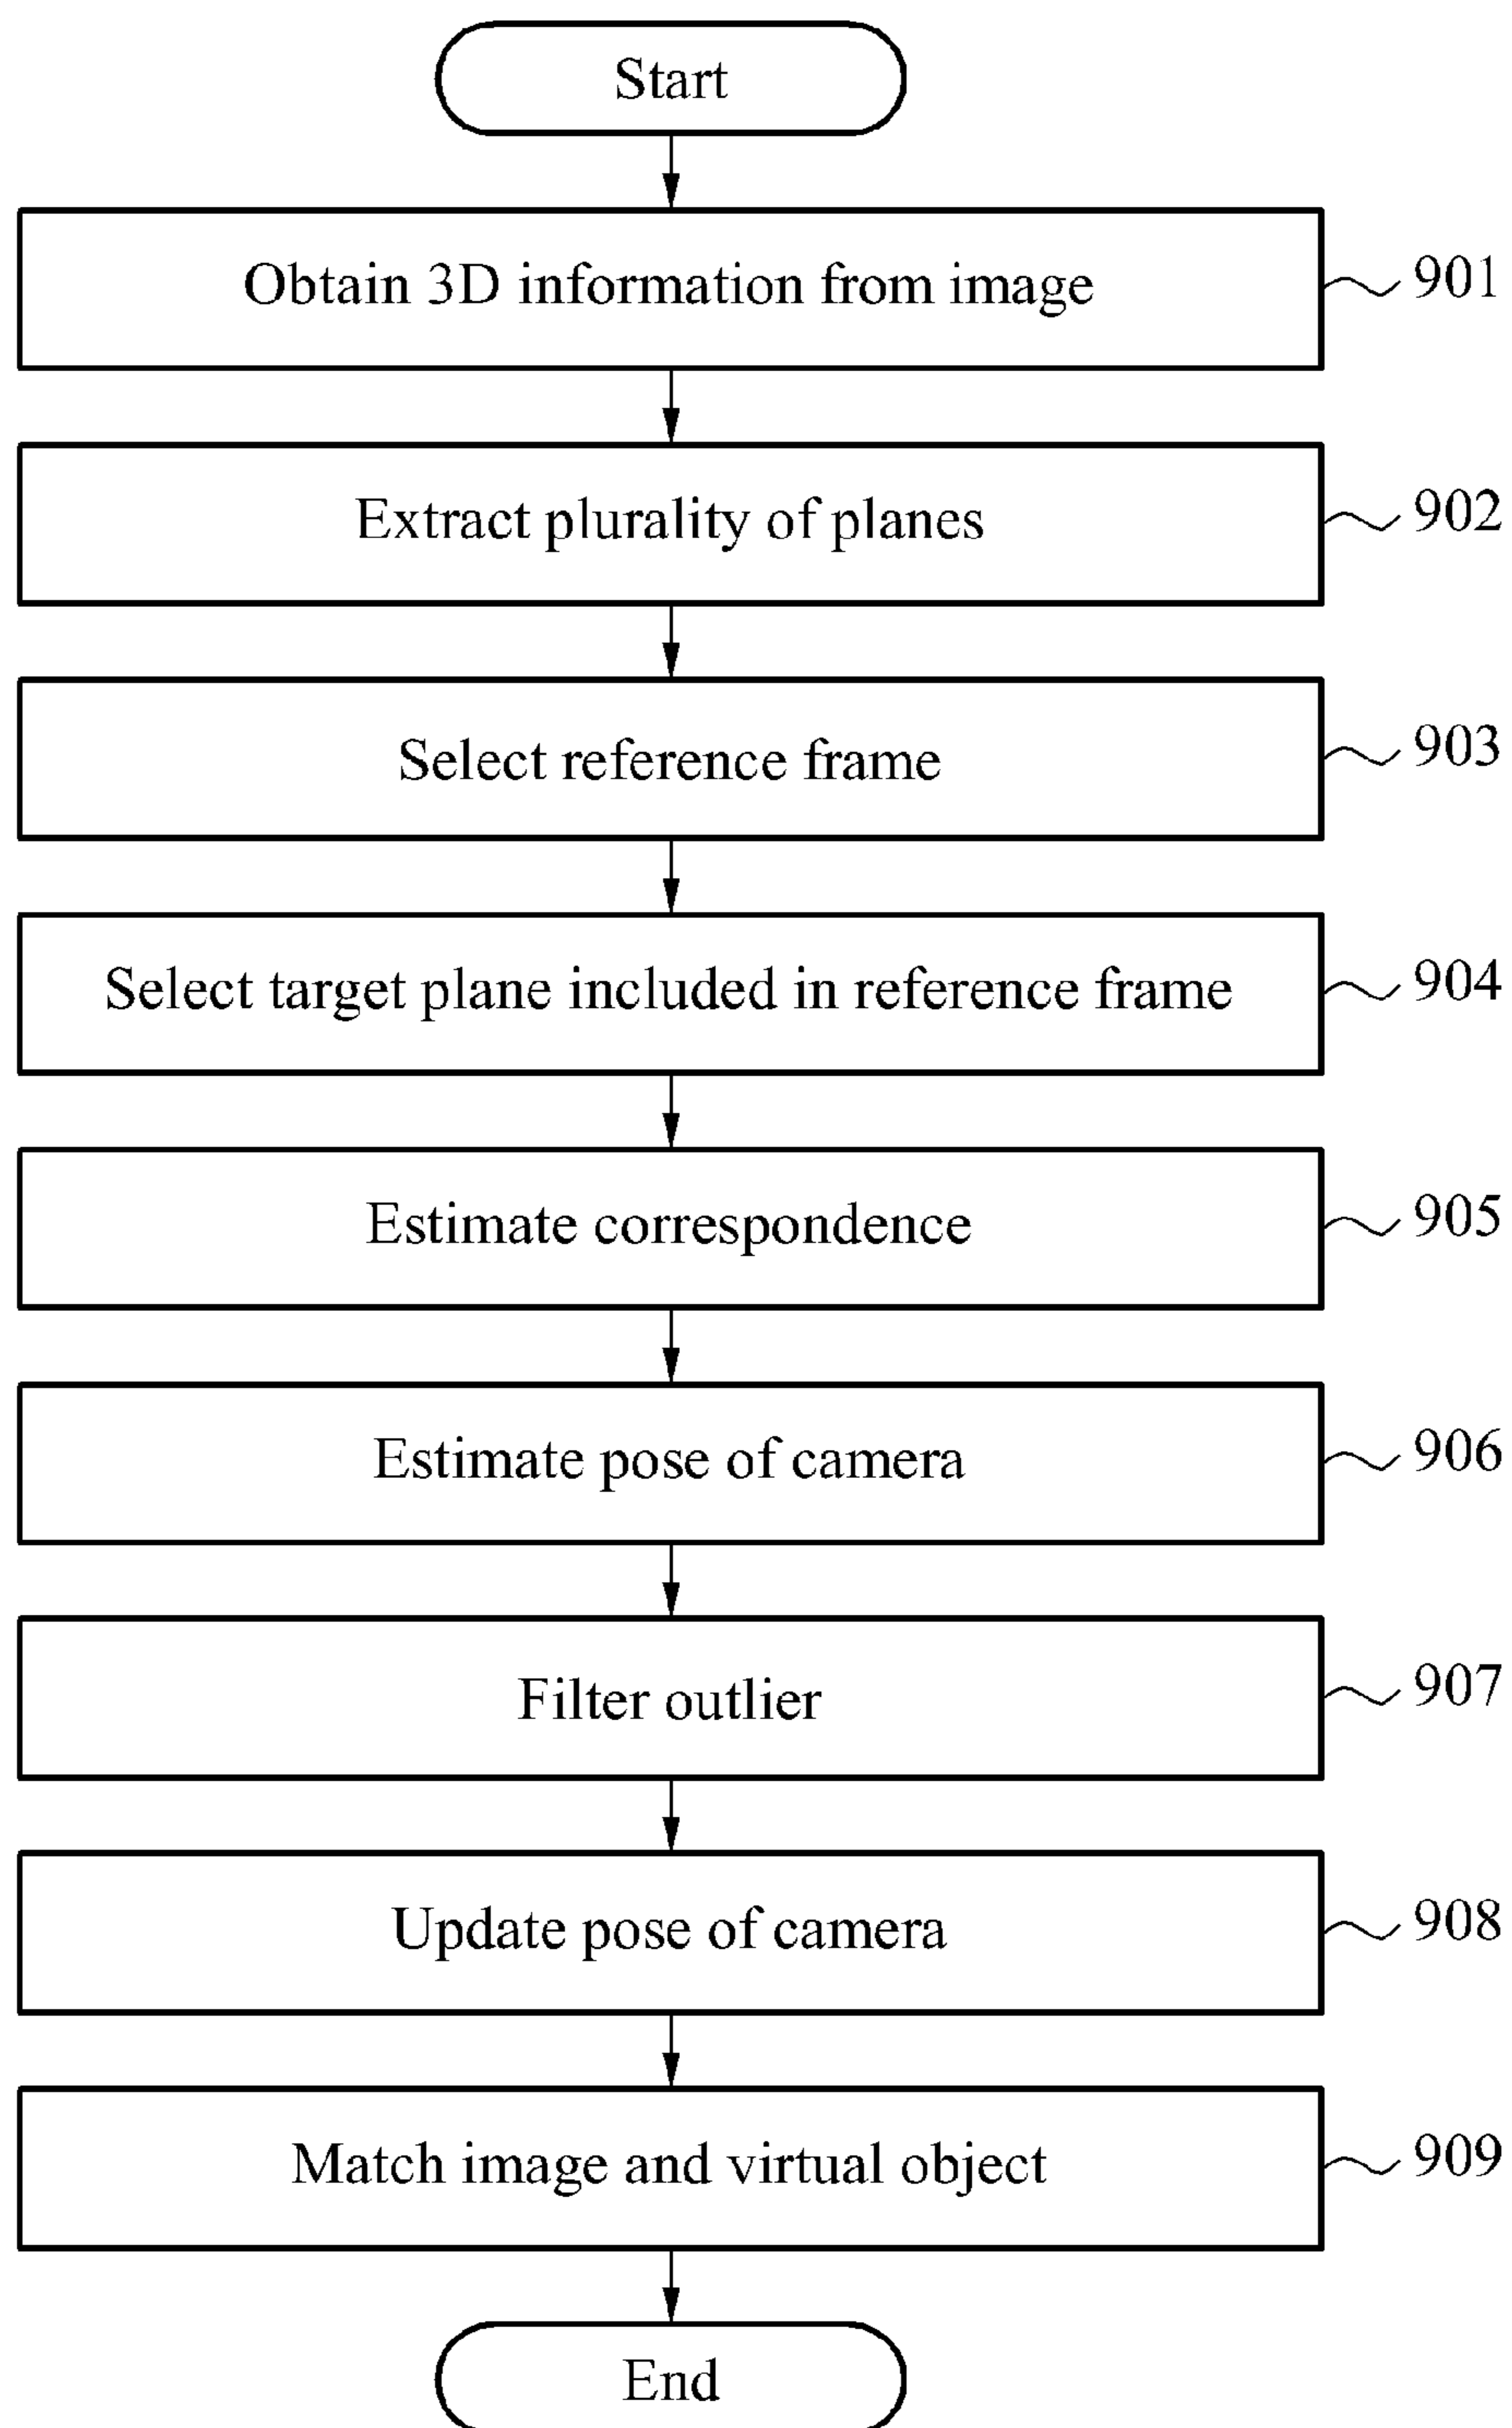 Start
Obtain 3D information from image
901
Extract plurality of planes
902
Select reference frame
903
Select target plane included in reference frame
904
Estimate correspondence
905
Estimate pose of camera
906
Filter outlier
907
Update pose of camera
908
Match image and virtual object
909
End